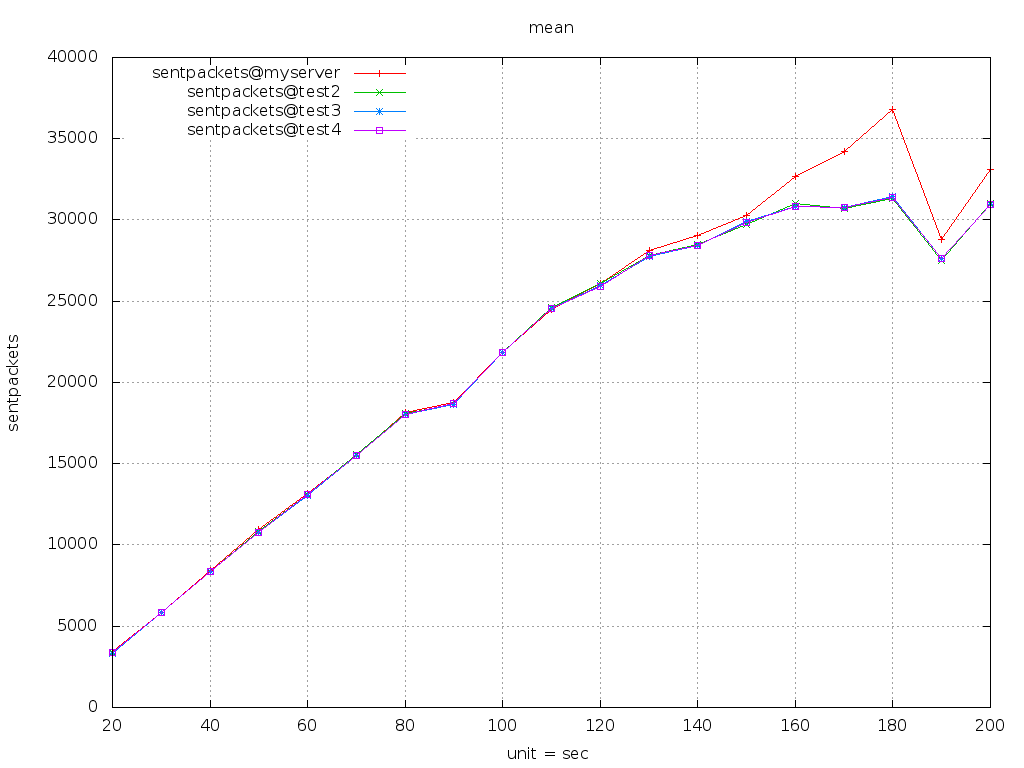 mean
40000
35000
30000
25000
20000
15000
10000
5000
0
sentpackets@myserver
sentpackets@test2
sentpackets@test3
sentpackets@test4
sentpackets
20 40 60 80 100 120 140 160 180 200
unit = sec